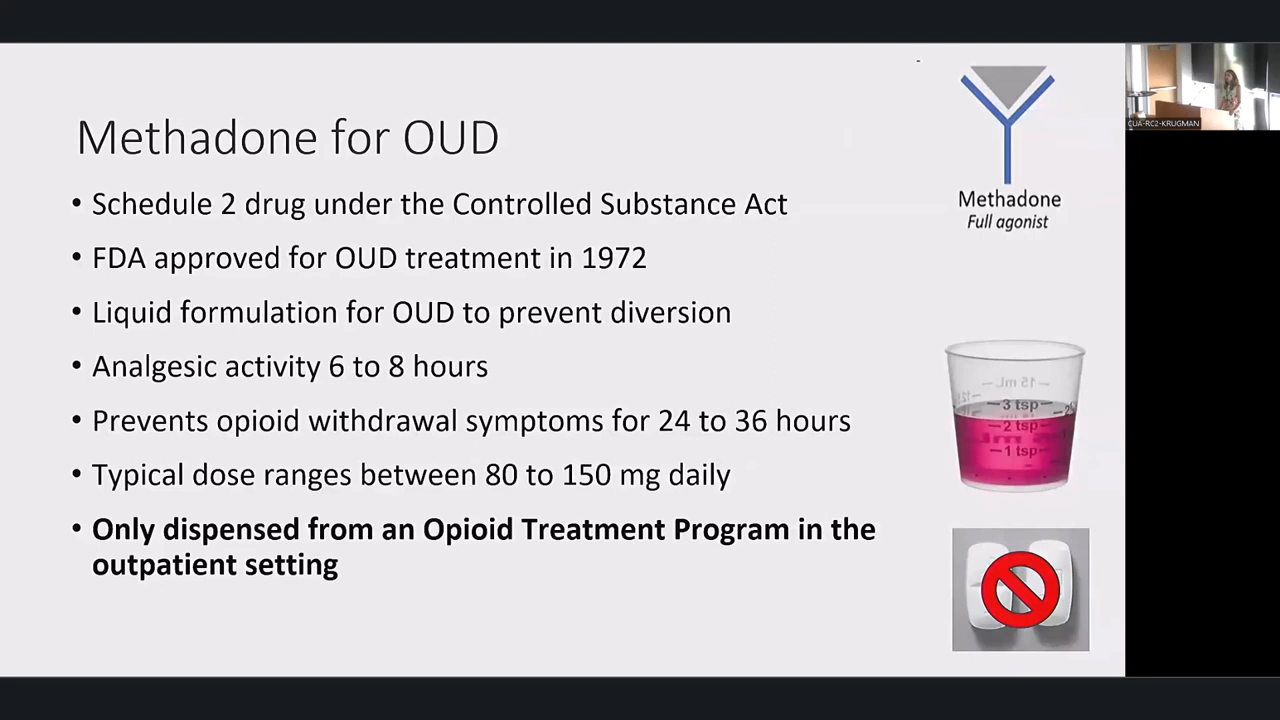 Methadone for OUD
• Schedule 2 drug under the Controlled Substance Act
• FDA approved for OUD treatment in 1972
• Liquid formulation for OUD to prevent diversion
• Analgesic activity 6 to 8 hours
• Prevents opioid withdrawal symptoms for 24 to 36 hours
• Typical dose ranges between 80 to 150 mg daily
• Only dispensed from an Opioid Treatment Program in the
outpatient setting
Methadone
Full agonist
15 mL
3 tsp
2 tsp
1 tsp
CUA-RC2-KRUGMAN